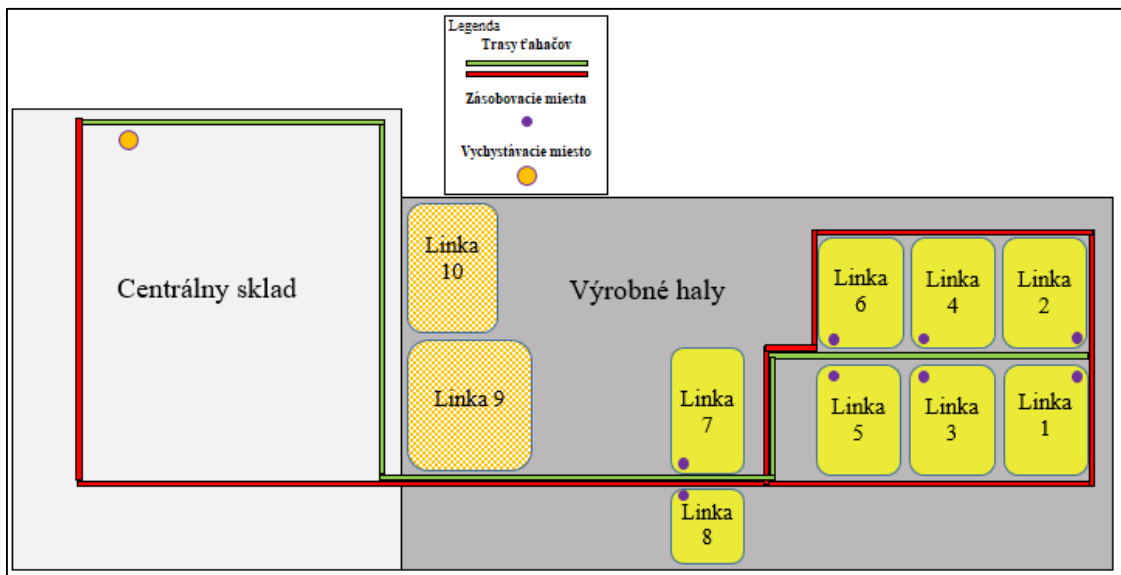 Legenda
Trasy ťahačov
Zásobovacie miesta
Vychystávacie miesto
Centrálny sklad
Výrobné haly
Linka
10
Linka 9
Linka
7
Linka
8
Linka
6
Linka
4
Linka
2
Linka
5
Linka
3
Linka
1